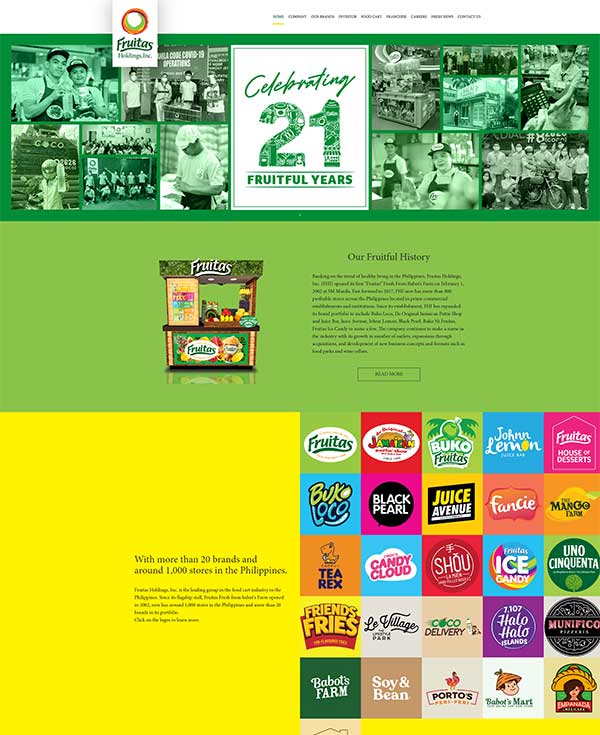 Fruitas
Holdings, Inc.
HOME COMPANY OUR BRANDS INVESTOR FOOD CART FRANCHISE CAREERS PRESS NEWS CONTACT US
Celebrating
21
FRUITFUL YEARS
Our Fruitful History
Banking on the trend of healthy living in the Philippines, Fruitas Holdings,
Inc. (FHI) opened its first "Fruitas" Fresh From Babot's Farm on February 1,
2002 at SM Manila. Fast forward to 2017, FHI now has more than 800
profitable stores across the Philippines located in prime commercial
establishments and institutions. Since its establishment, FHI has expanded
its brand portfolio to include Buko Loco, De Original Jamaican Pattie Shop
and Juice Bar, Juice Avenue, Johnn Lemon, Black Pearl, Buko Ni Fruitas,
Fruitas Ice Candy to name a few. The company continues to make a name in
the industry with its growth in number of outlets, expansions through
acquisitions, and development of new business concepts and formats such as
food parks and wine cellars.
READ MORE
Fruitas
Fruitas
With more than 20 brands and
around 1,000 stores in the Philippines.
Fruitas Holdings, Inc. is the leading group in the food cart industry in the
Philippines. Since its flagship stall, Fruitas Fresh from Babot's Farm opened
in 2002, now has around 1,000 stores in the Philippines and more than 20
brands in its portfolio.
Click on the logos to learn more.
Fruitas
JAMAICAN
BUKO
Fruitas
Johnn
Lemon
JUICE BAR
Fruitas
HOUSE OF
DESSERTS
BUKO
LOCO
BLACK
PEARL
JUICE
AVENUE
Fancie
THE
MANGO
FARM
TEA
REX
CANDY
CLOUD
SHOU
LA MIEN
Fruitas
ICE
CANDY
UNO
CINQUENTA
FRIENDS
FRIES
Le Village
THE
LIFESTYLE
PARK
COCO
DELIVERY
7,107
Halo
Halo
ISLANDS
MUNIFICO
PIZZERIA
Babot's
FARM
Soy &
Bean
PORTO'S
PERI-PERI
Babot's Mart
EMPANADA